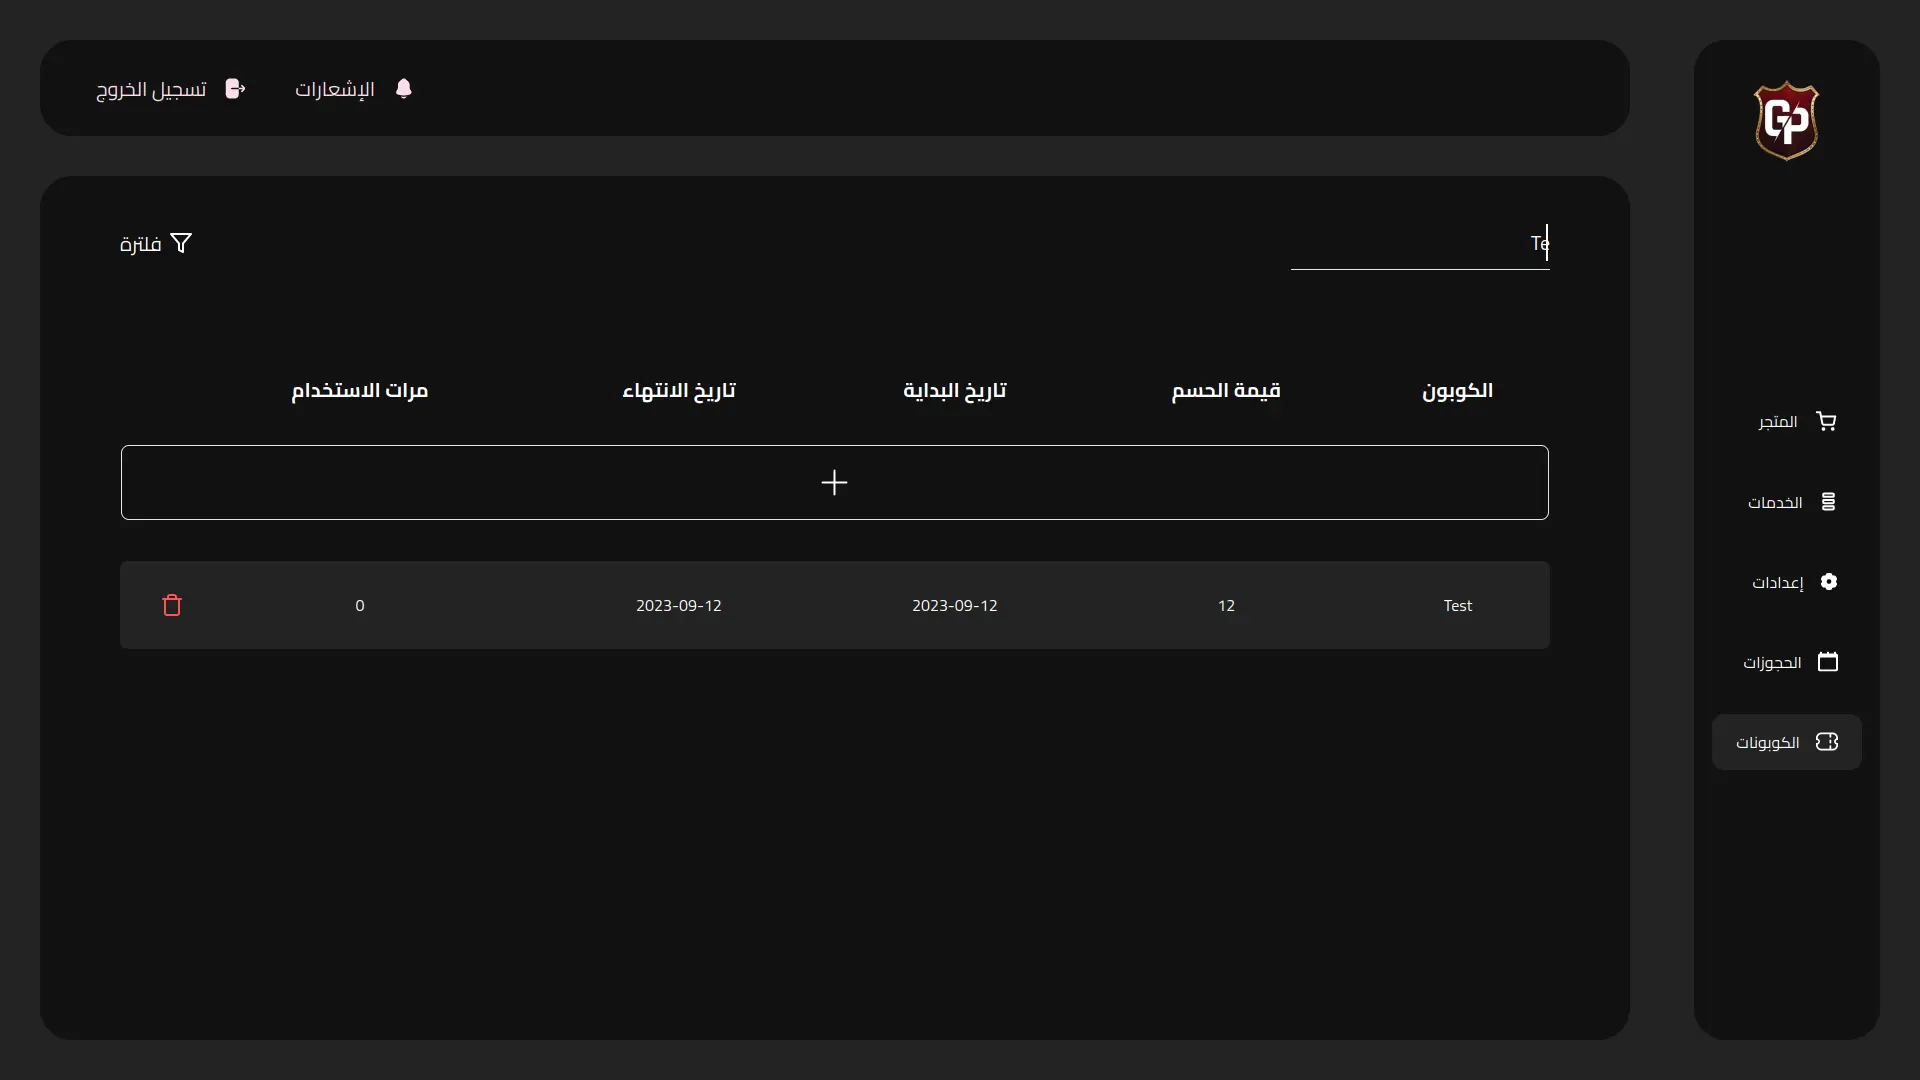 GP
الإشعارات
تسجيل الخروج
Te
فلترة
الكوبون
قيمة الحسم
تاريخ البداية
تاريخ الانتهاء
مرات الاستخدام
Test
12
2023-09-12
2023-09-12
0
المتجر
الخدمات
إعدادات
الحجوزات
الكوبونات